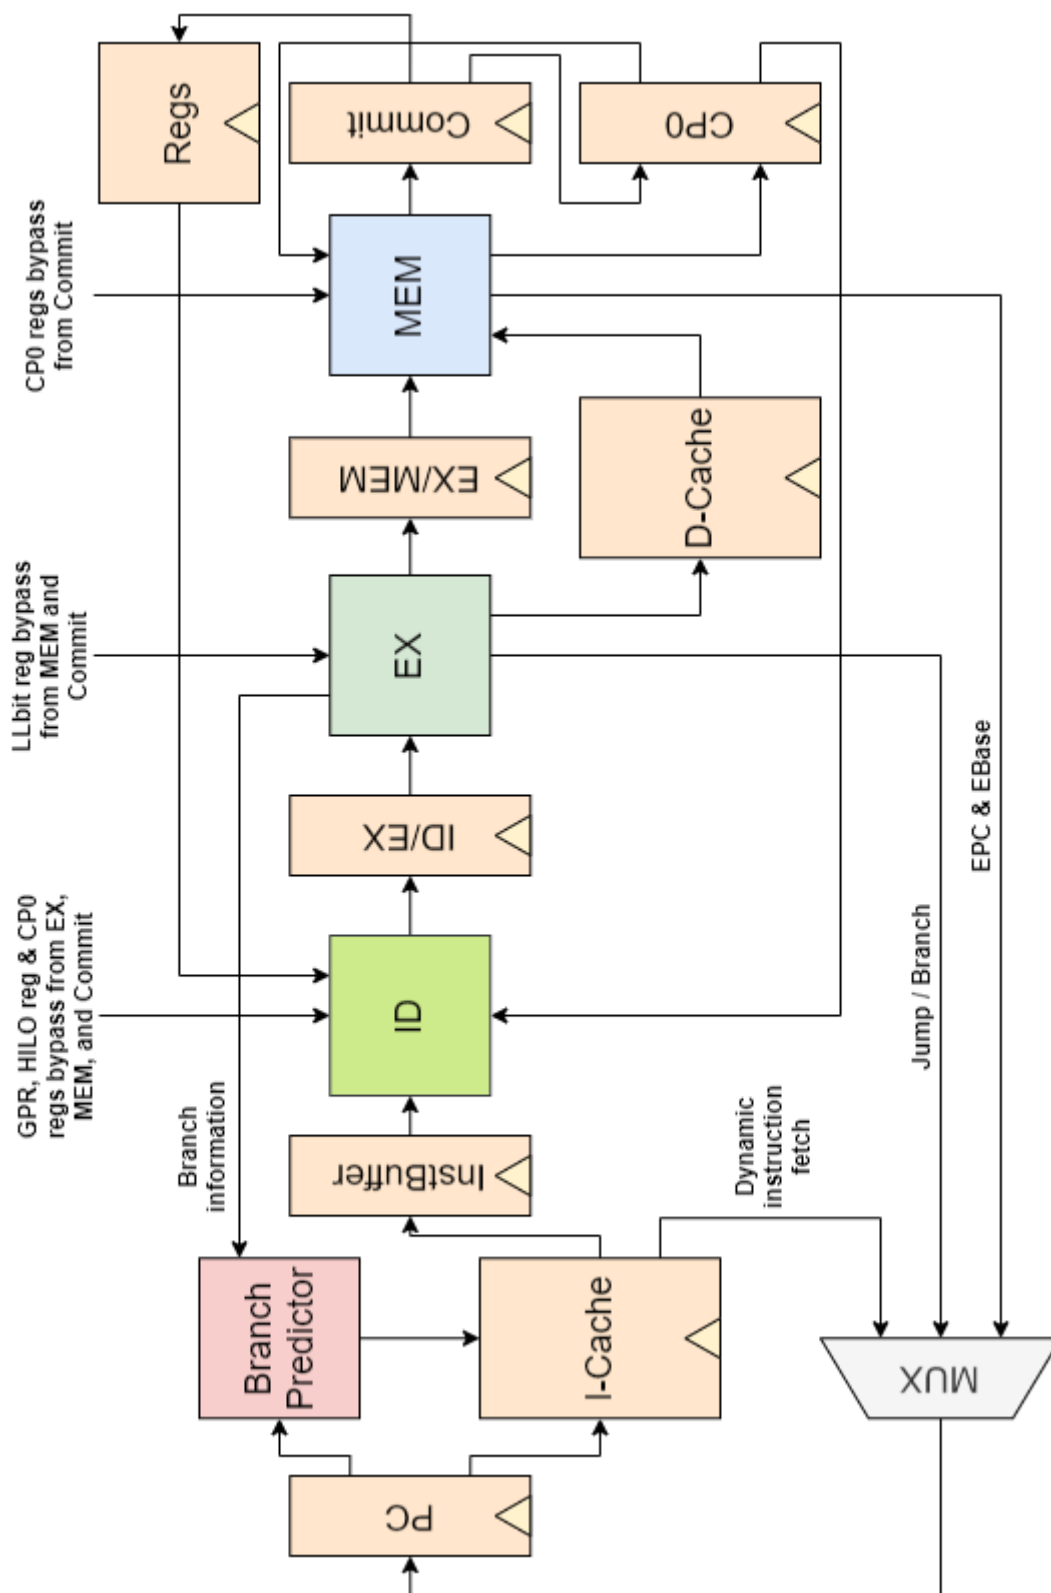 PC
Branch
Predictor
I-Cache
MUX
Branch
information
InstBuffer
Dynamic
instruction
fetch
GPR, HILO reg & CP0
regs bypass from EX,
MEM, and Commit
ID
Jump / Branch
ID/EX
EPC & EBase
LLbit reg bypass
from MEM and
Commit
EX
EX/MEM
D-Cache
CP0 regs bypass
from Commit
MEM
Regs
Commit
CP0